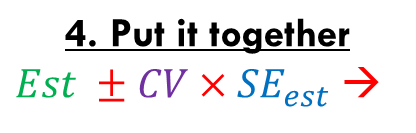 4. Put it together
Est ± CV × SE_est →